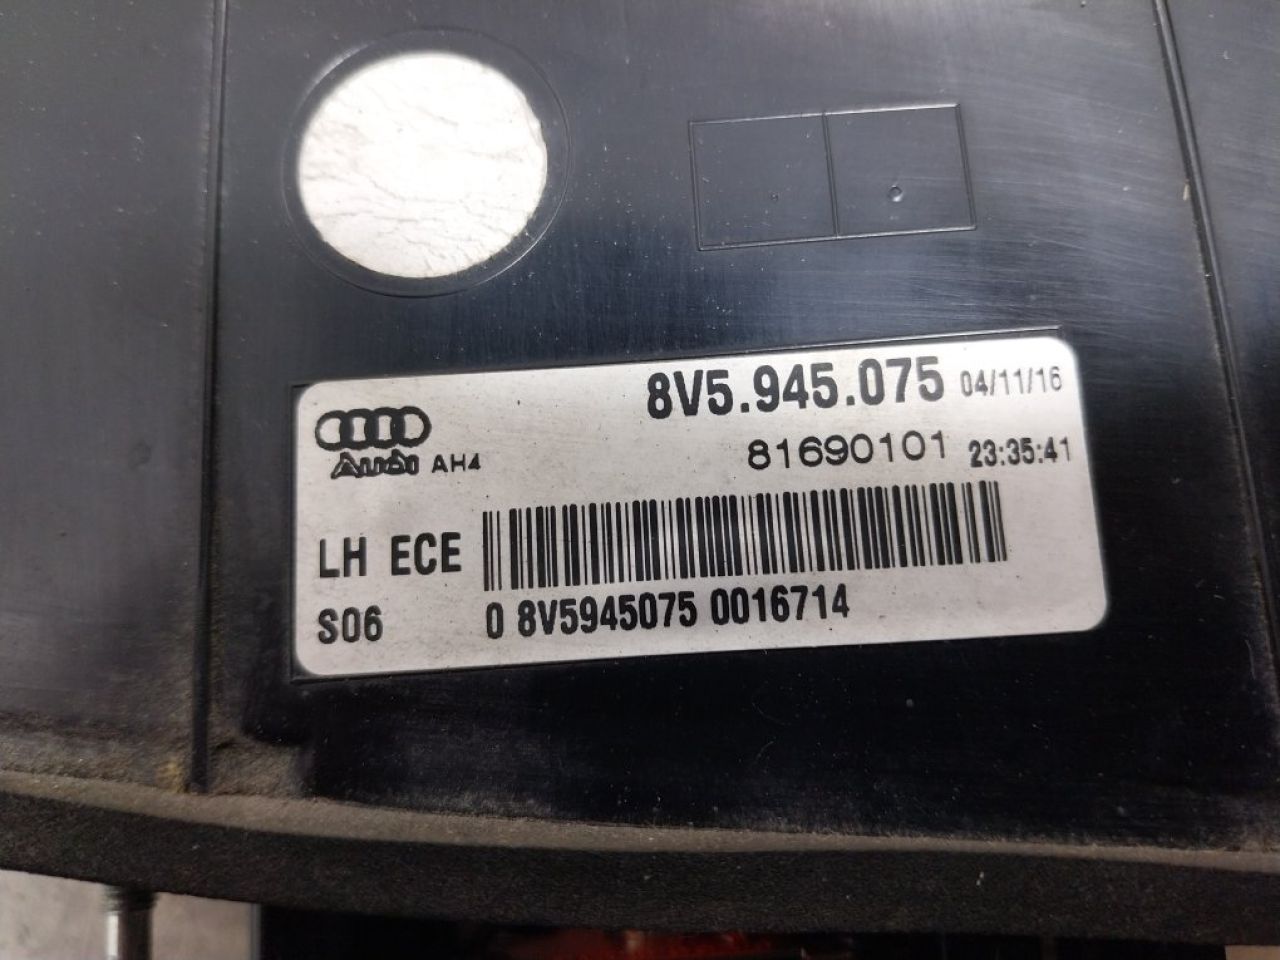 8V5.945.075 04/11/16
Audi AH4
81690101 23:35:41
LH ECE
S06
0 8V5945075 0016714